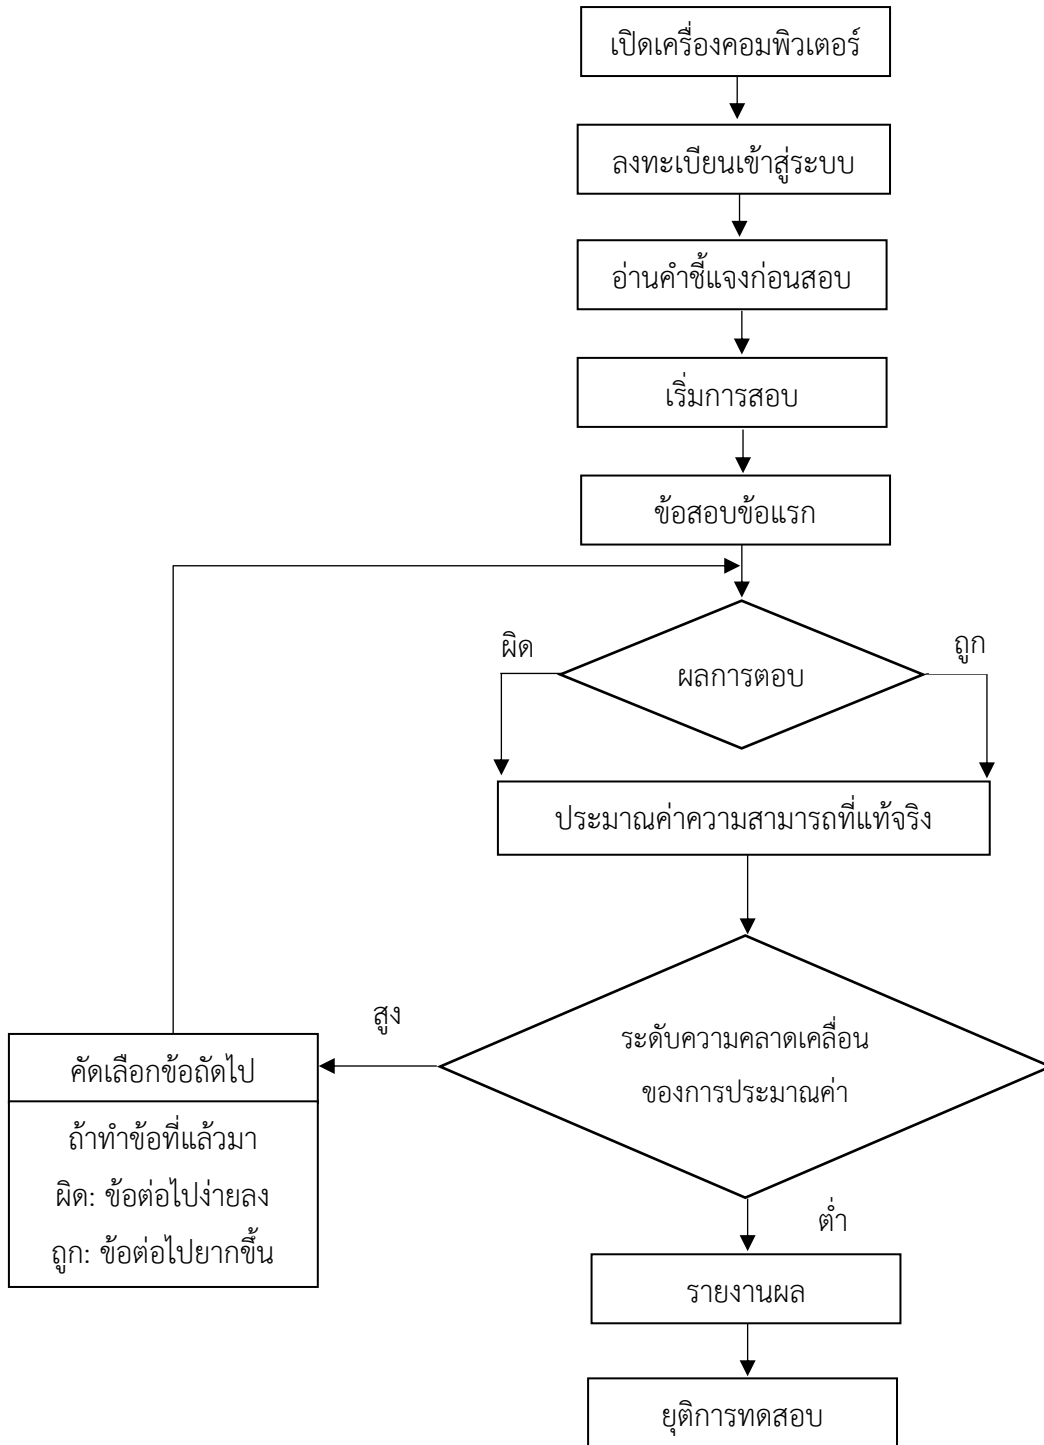 เปิดเครื่องคอมพิวเตอร์
ลงทะเบียนเข้าสู่ระบบ
อ่านคำชี้แจงก่อนสอบ
เริ่มการสอบ
ข้อสอบข้อแรก
ผิด
ถูก
ผลการตอบ
ประมาณค่าความสามารถที่แท้จริง
สูง
ระดับความคลาดเคลื่อน
ของการประมาณค่า
คัดเลือกข้อถัดไป
ถ้าทำข้อที่แล้วมา
ผิด: ข้อต่อไปง่ายลง
ถูก: ข้อต่อไปยากขึ้น
ต่ำ
รายงานผล
ยุติการทดสอบ